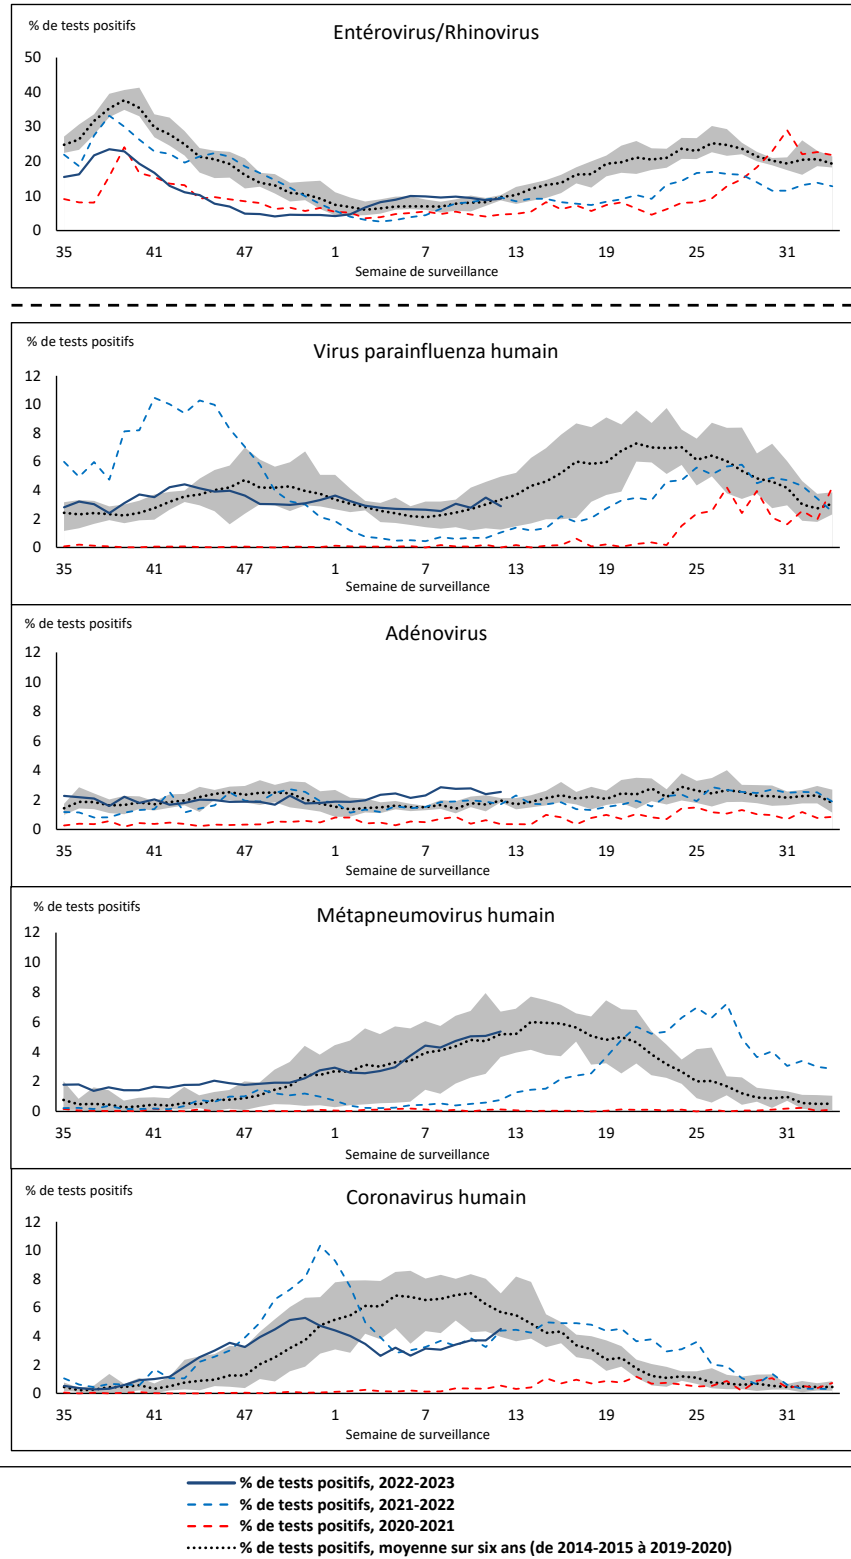 % de tests positifs
Entérovirus/Rhinovirus
50
40
30
20
10
0
35 41 47 1 7 13 19 25 31
Semaine de surveillance
% de tests positifs
Virus parainfluenza humain
12
10
8
6
4
2
0
35 41 47 1 7 13 19 25 31
Semaine de surveillance
% de tests positifs
Adénovirus
12
10
8
6
4
2
0
35 41 47 1 7 13 19 25 31
Semaine de surveillance
% de tests positifs
Métapneumovirus humain
12
10
8
6
4
2
0
35 41 47 1 7 13 19 25 31
Semaine de surveillance
% de tests positifs
Coronavirus humain
12
10
8
6
4
2
0
35 41 47 1 7 13 19 25 31
Semaine de surveillance
% de tests positifs, 2022-2023
% de tests positifs, 2021-2022
% de tests positifs, 2020-2021
% de tests positifs, moyenne sur six ans (de 2014-2015 à 2019-2020)